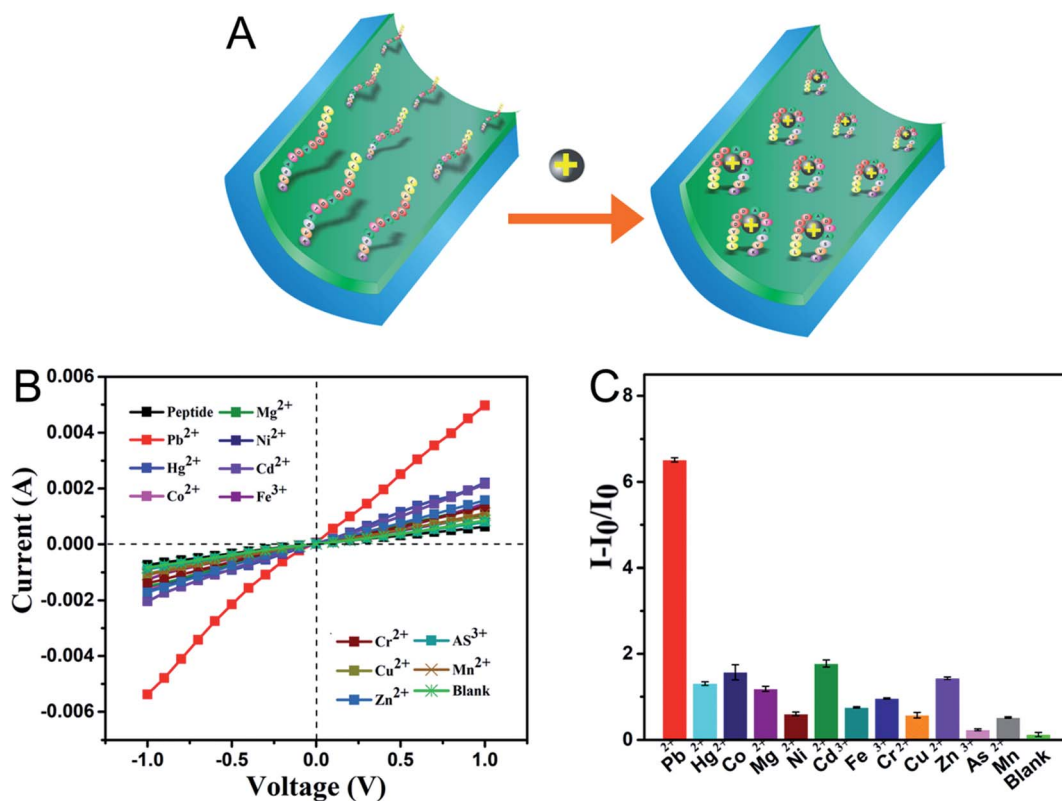 A
B
0.006
0.004
0.002
0.000
-0.002
-0.004
-0.006
Current (A)
Peptide
Pb2+
Hg2+
Co2+
Mg2+
Ni2+
Cd2+
Fe3+
Cr2+
Cu2+
Zn2+
AS3+
Mn2+
Blank
-1.0 -0.5 0.0 0.5 1.0
Voltage (V)
C
8
6
4
2
0
I-I0/I0
Pb2+ Hg2+ Co2+ Mg2+ Ni2+ Cd2+ Fe3+ Cr3+ Cu2+ Zn2+ As3+ Mn2+ Blank